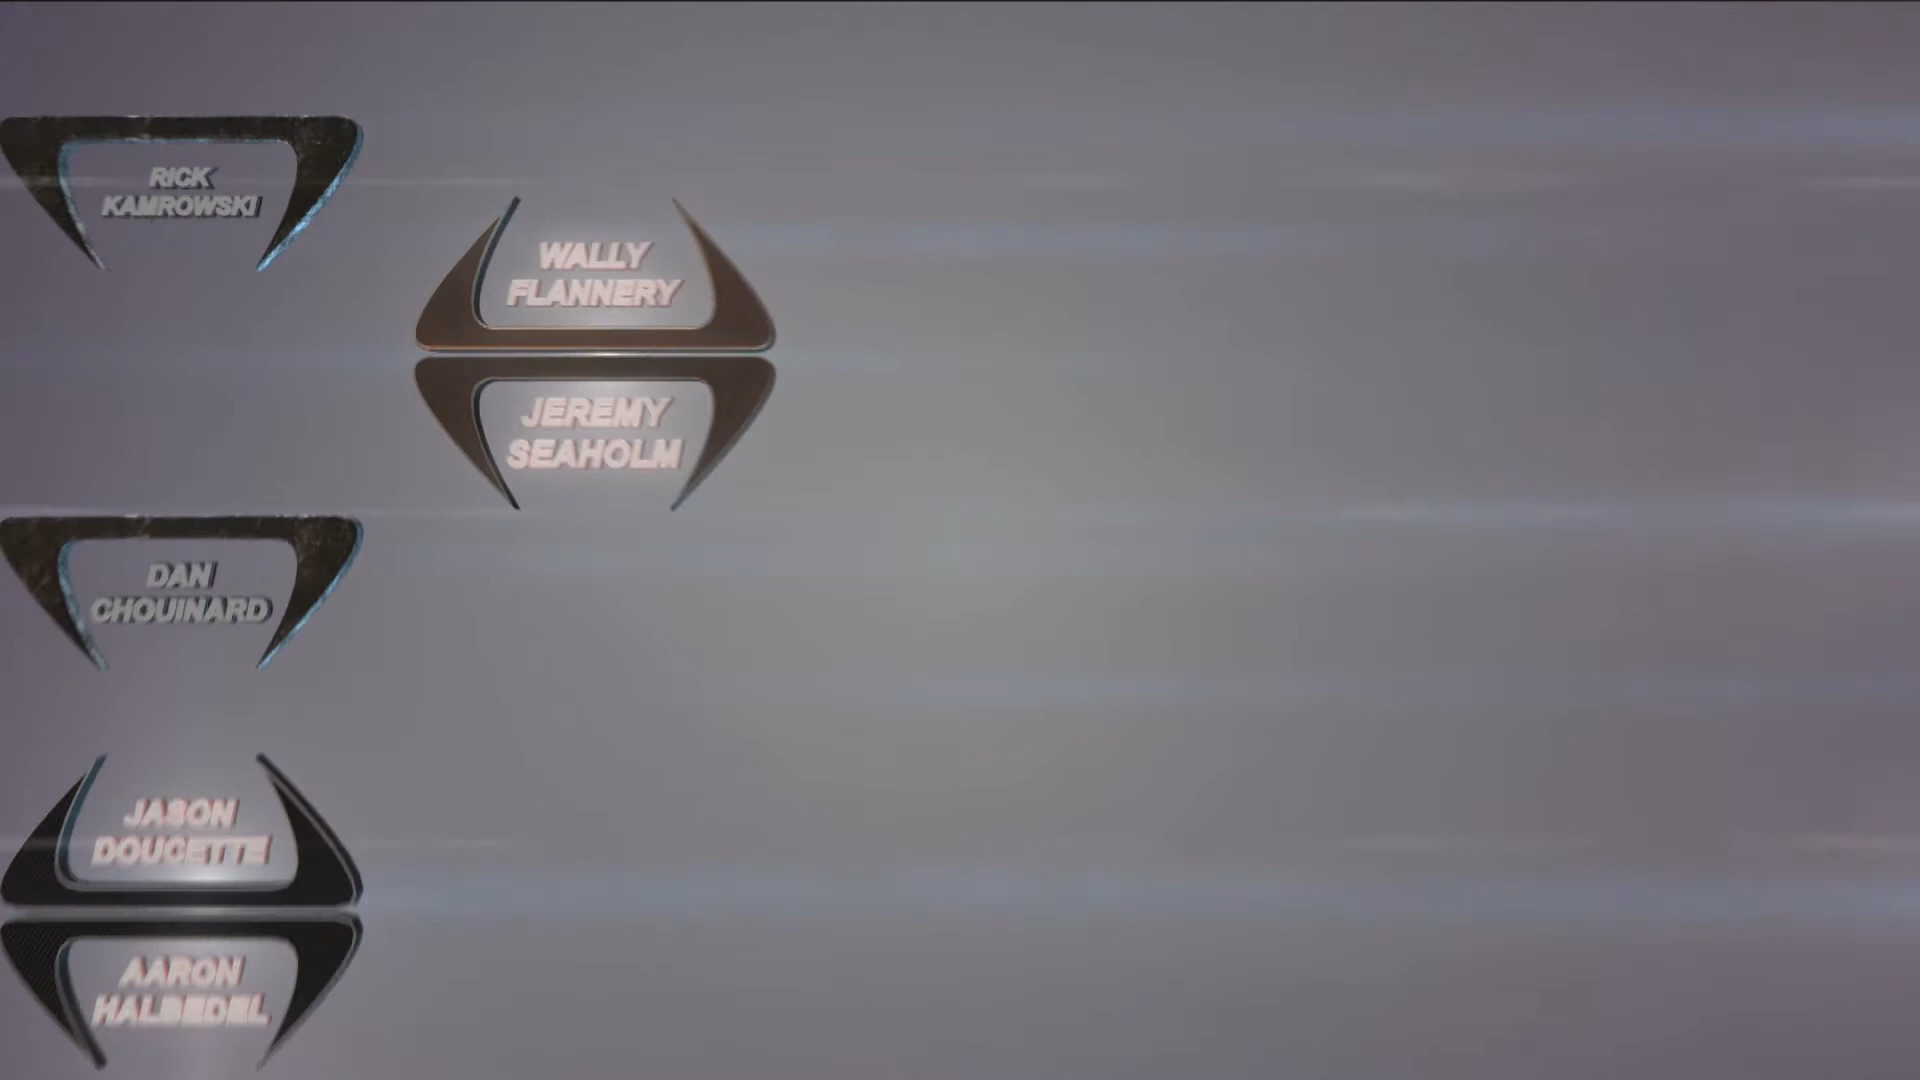 RICK
KAMROWSKI
WALLY
FLANNERY
JEREMY
SEAHOLM
DAN
CHOUINARD
JASON
DOUCETTE
AARON
HALBEDEL